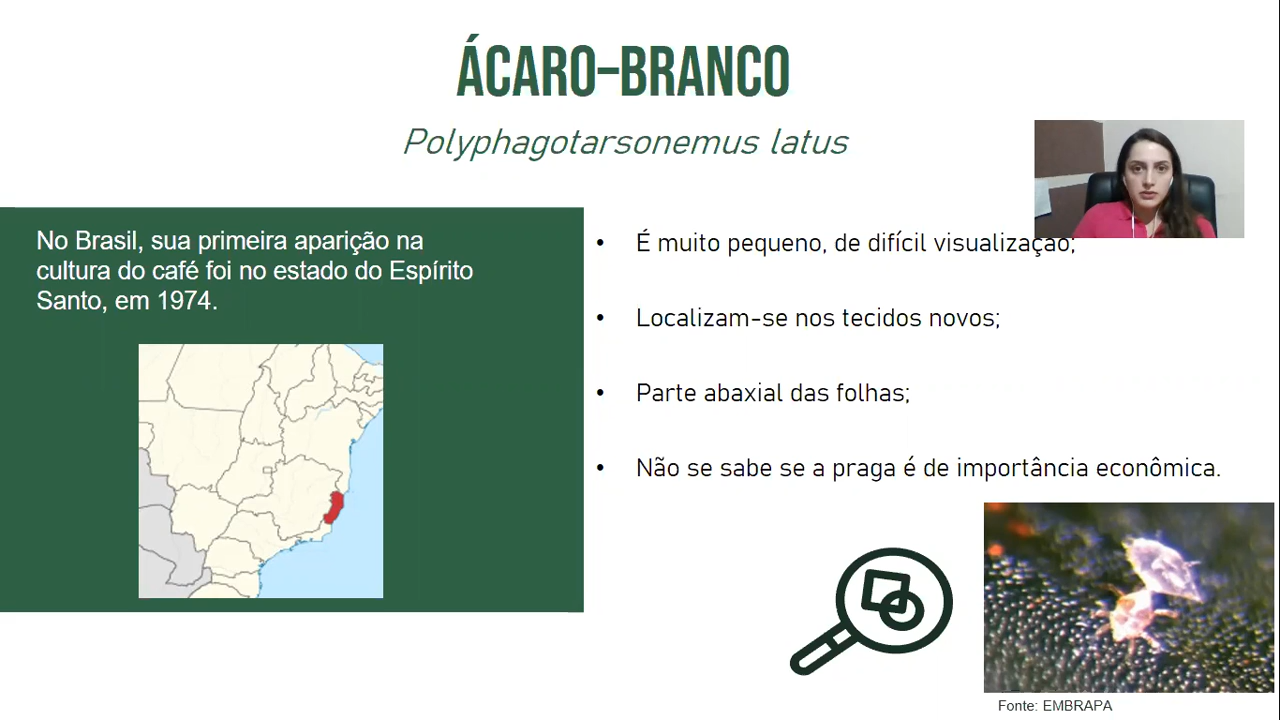 ÁCARO-BRANCO
Polyphagotarsonemus latus
No Brasil, sua primeira aparição na
cultura do café foi no estado do Espírito
Santo, em 1974.
• É muito pequeno, de difícil visualização;
• Localizam-se nos tecidos novos;
• Parte abaxial das folhas;
• Não se sabe se a praga é de importância econômica.
Fonte: EMBRAPA